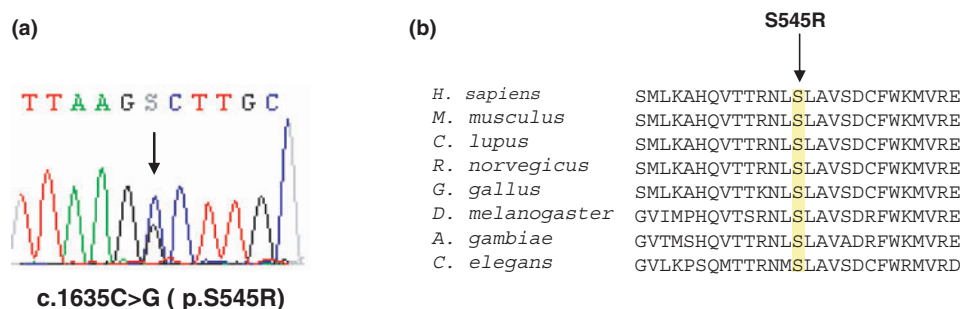 (a)
T T A A G S C T T G C
c.1635C>G ( p.S545R)
(b)
S545R
H. sapiens SMLKAHQVTTRNLSLAVSDCFWKMVRE
M. musculus SMLKAHQVTTRNLSLAVSDCFWKMVRE
C. lupus SMLKAHQVTTRNLSLAVSDCFWKMVRE
R. norvegicus SMLKAHQVTTRNLSLAVSDCFWKMVRE
G. gallus SMLKAHQVTTKNLSLAVSDCFWKMVRE
D. melanogaster GVIMPHQVTSRNLSLAVSDRFWKMVRE
A. gambiae GVTMSHQVTTRNLSLAVADRFWKMVRE
C. elegans GVLKPSQMTTRNMSLAVSDCFWRMVRD